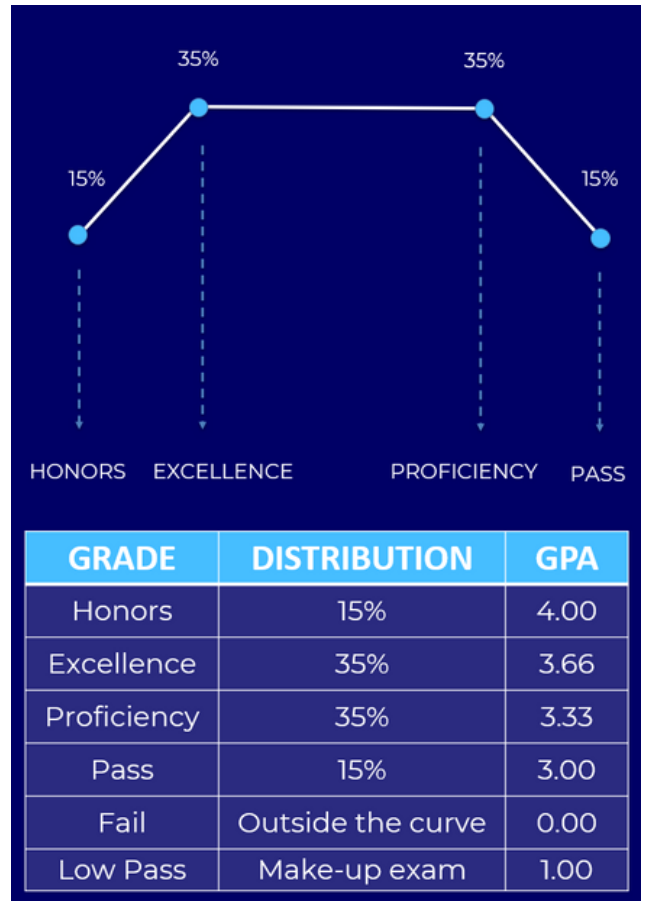 35% 35%
15% 15%
HONORS EXCELLENCE PROFICIENCY PASS
GRADE DISTRIBUTION GPA
Honors 15% 4.00
Excellence 35% 3.66
Proficiency 35% 3.33
Pass 15% 3.00
Fail Outside the curve 0.00
Low Pass Make-up exam 1.00